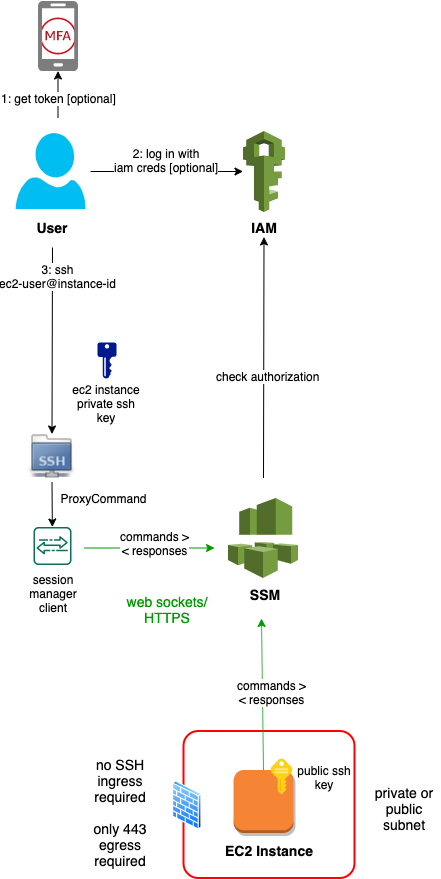 MFA
1: get token [optional]
2: log in with
iam creds [optional]
User
IAM
3: ssh
ec2-user@instance-id
ec2 instance
private ssh
key
check authorization
SSH
ProxyCommand
commands >
< responses
session
manager
client
SSM
web sockets/
HTTPS
commands >
< responses
no SSH
ingress
required
only 443
egress
required
public ssh
key
EC2 Instance
private or
public
subnet